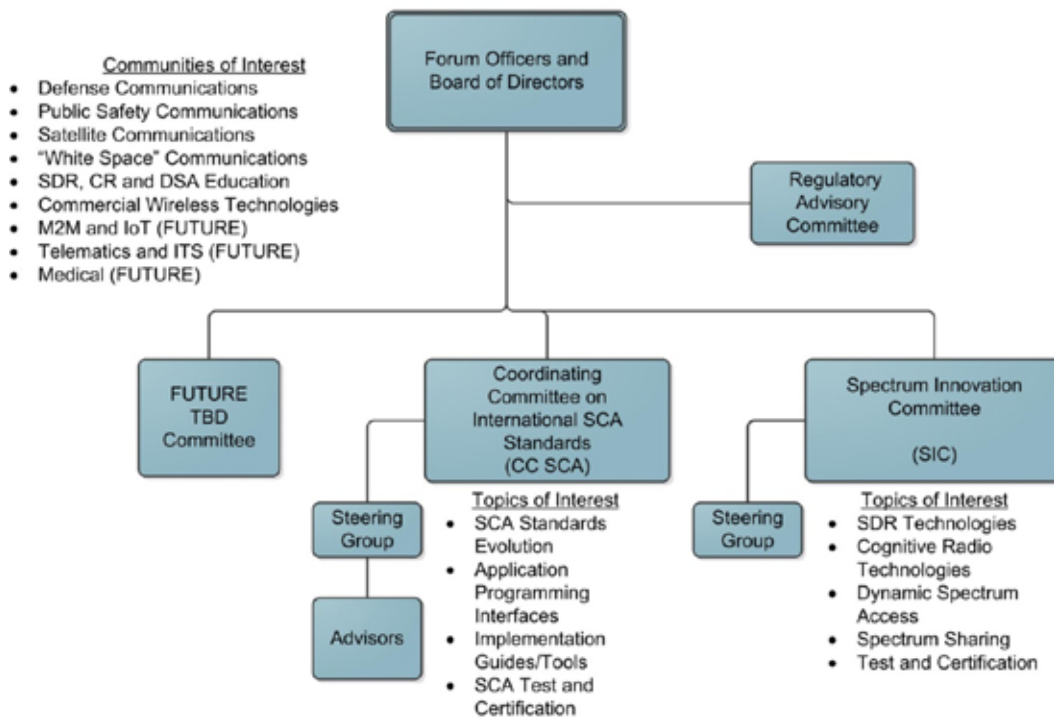 Forum Officers and
Board of Directors
Communities of Interest
• Defense Communications
• Public Safety Communications
• Satellite Communications
• "White Space" Communications
• SDR, CR and DSA Education
• Commercial Wireless Technologies
• M2M and IoT (FUTURE)
• Telematics and ITS (FUTURE)
• Medical (FUTURE)
Regulatory
Advisory
Committee
FUTURE
TBD
Committee
Coordinating
Committee on
International SCA
Standards
(CC SCA)
Spectrum Innovation
Committee
(SIC)
Steering
Group
Advisors
Topics of Interest
• SCA Standards
Evolution
• Application
Programming
Interfaces
• Implementation
Guides/Tools
• SCA Test and
Certification
Steering
Group
Topics of Interest
• SDR Technologies
• Cognitive Radio
Technologies
• Dynamic Spectrum
Access
• Spectrum Sharing
• Test and Certification